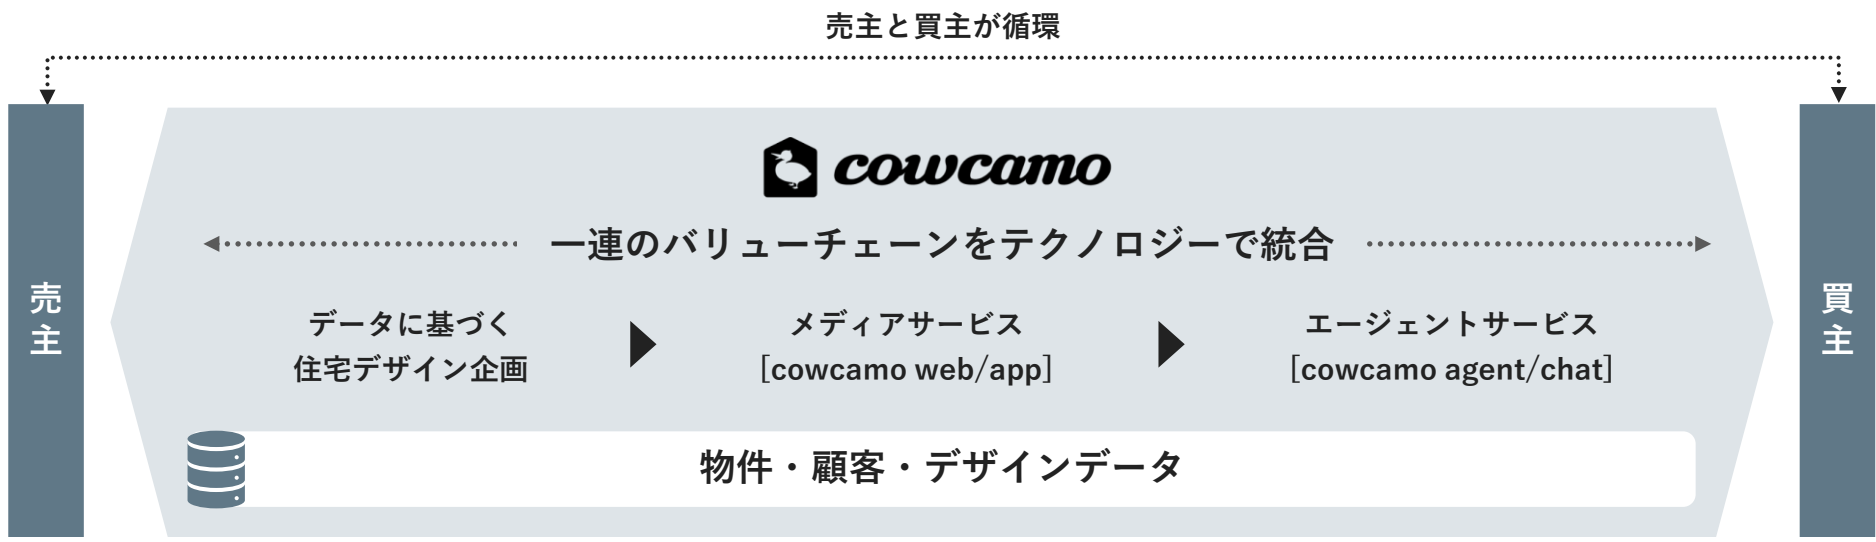 売主と買主が循環
cowcamo
一連のバリューチェーンをテクノロジーで統合
売主
データに基づく
住宅デザイン企画
メディアサービス
[cowcamo web/app]
エージェントサービス
[cowcamo agent/chat]
買主
物件・顧客・デザインデータ